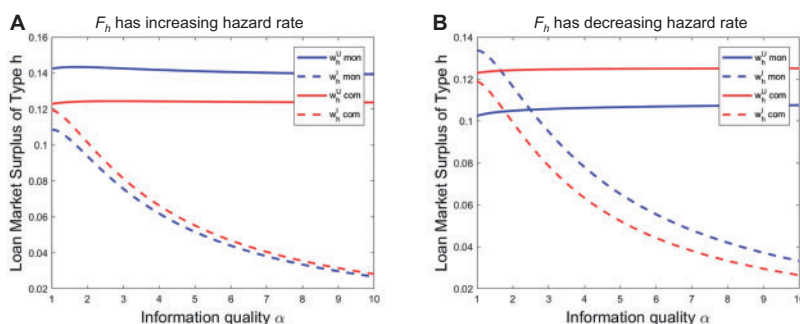 A
F_h has increasing hazard rate
Loan Market Surplus of Type h
0.16
0.14
0.12
0.1
0.08
0.06
0.04
0.02
w_h^U mon
w_h^I mon
w_h^U com
w_h^I com
1 2 3 4 5 6 7 8 9 10
Information quality α
B
F_h has decreasing hazard rate
Loan Market Surplus of Type h
0.14
0.12
0.1
0.08
0.06
0.04
0.02
w_h^U mon
w_h^I mon
w_h^U com
w_h^I com
1 2 3 4 5 6 7 8 9 10
Information quality α